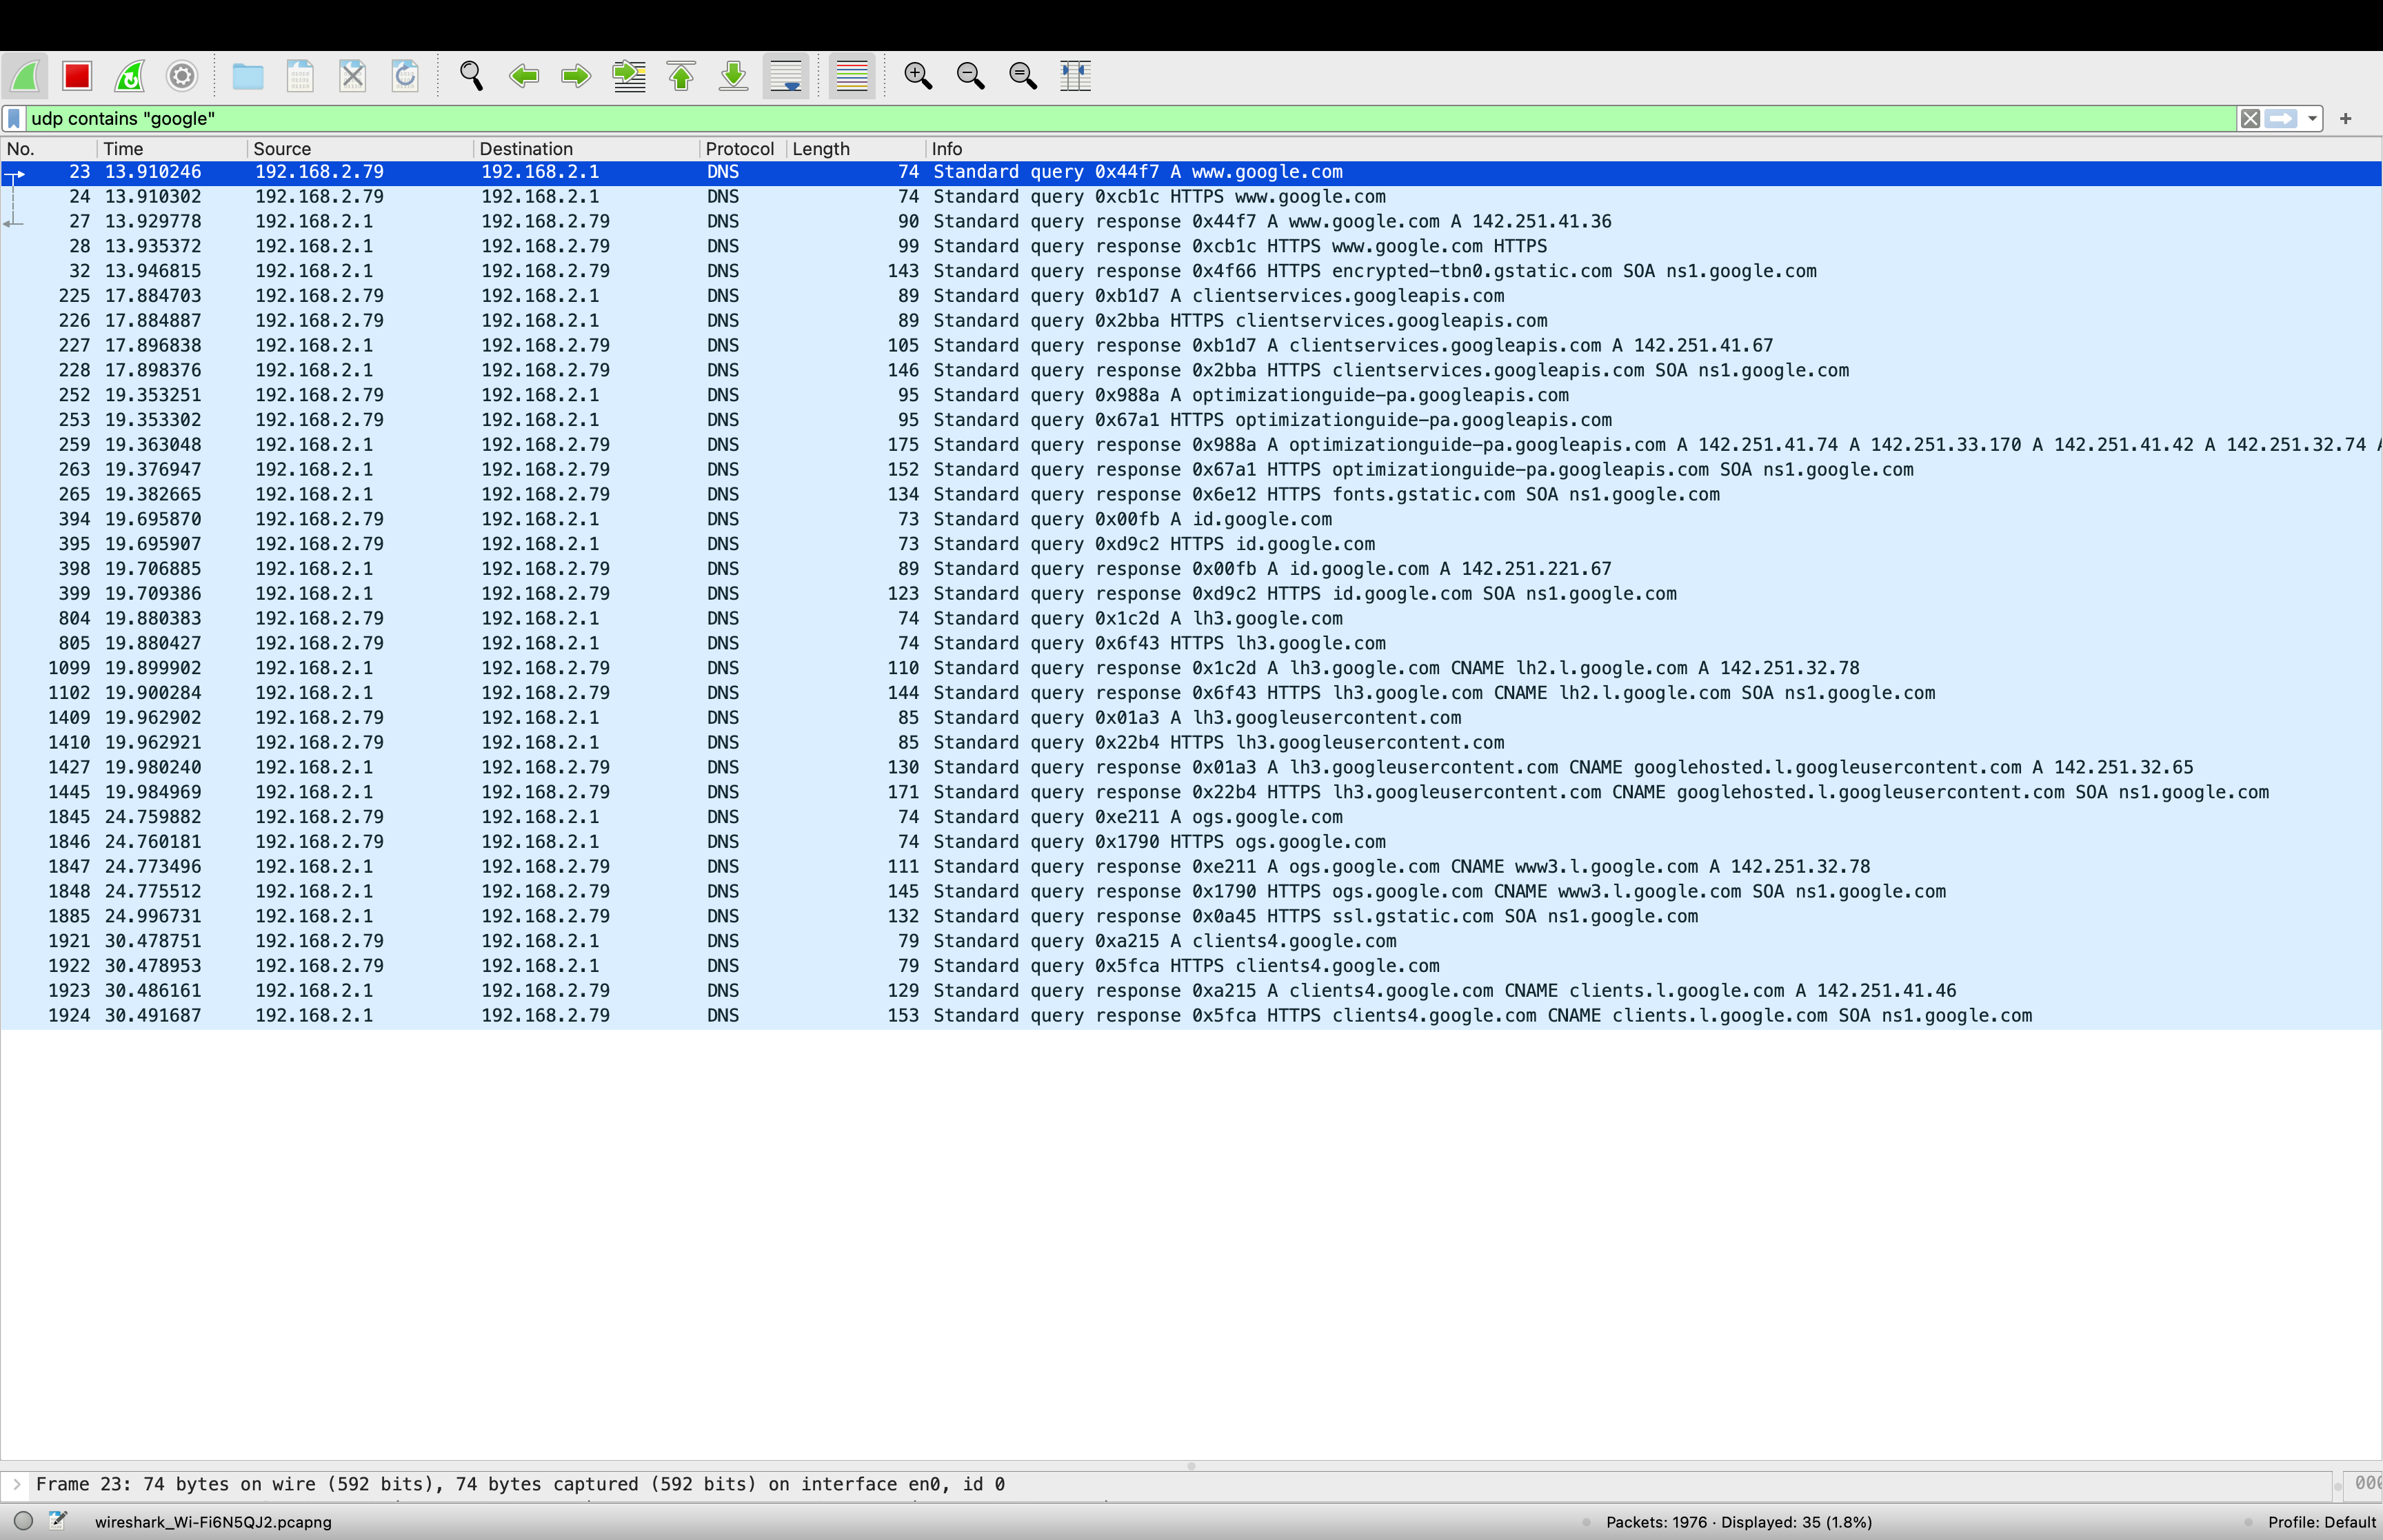 udp contains "google"
No. Time Source Destination Protocol Length Info
23 13.910246 192.168.2.79 192.168.2.1 DNS 74 Standard query 0x44f7 A www.google.com
24 13.910302 192.168.2.79 192.168.2.1 DNS 74 Standard query 0xcb1c HTTPS www.google.com
27 13.929778 192.168.2.1 192.168.2.79 DNS 90 Standard query response 0x44f7 A www.google.com A 142.251.41.36
28 13.935372 192.168.2.1 192.168.2.79 DNS 99 Standard query response 0xcb1c HTTPS www.google.com HTTPS
32 13.946815 192.168.2.1 192.168.2.79 DNS 143 Standard query response 0x4f66 HTTPS encrypted-tbn0.gstatic.com SOA ns1.google.com
225 17.884703 192.168.2.79 192.168.2.1 DNS 89 Standard query 0xb1d7 A clientservices.googleapis.com
226 17.884887 192.168.2.79 192.168.2.1 DNS 89 Standard query 0x2bba HTTPS clientservices.googleapis.com
227 17.896838 192.168.2.1 192.168.2.79 DNS 105 Standard query response 0xb1d7 A clientservices.googleapis.com A 142.251.41.67
228 17.898376 192.168.2.1 192.168.2.79 DNS 146 Standard query response 0x2bba HTTPS clientservices.googleapis.com SOA ns1.google.com
252 19.353251 192.168.2.79 192.168.2.1 DNS 95 Standard query 0x988a A optimizationguide-pa.googleapis.com
253 19.353302 192.168.2.79 192.168.2.1 DNS 95 Standard query 0x67a1 HTTPS optimizationguide-pa.googleapis.com
259 19.363048 192.168.2.1 192.168.2.79 DNS 175 Standard query response 0x988a A optimizationguide-pa.googleapis.com A 142.251.41.74 A 142.251.33.170 A 142.251.41.42 A 142.251.32.74 A
263 19.376947 192.168.2.1 192.168.2.79 DNS 152 Standard query response 0x67a1 HTTPS optimizationguide-pa.googleapis.com SOA ns1.google.com
265 19.382665 192.168.2.1 192.168.2.79 DNS 134 Standard query response 0x6e12 HTTPS fonts.gstatic.com SOA ns1.google.com
394 19.695870 192.168.2.79 192.168.2.1 DNS 73 Standard query 0x00fb A id.google.com
395 19.695907 192.168.2.79 192.168.2.1 DNS 73 Standard query 0xd9c2 HTTPS id.google.com
398 19.706885 192.168.2.1 192.168.2.79 DNS 89 Standard query response 0x00fb A id.google.com A 142.251.221.67
399 19.709386 192.168.2.1 192.168.2.79 DNS 123 Standard query response 0xd9c2 HTTPS id.google.com SOA ns1.google.com
804 19.880383 192.168.2.79 192.168.2.1 DNS 74 Standard query 0x1c2d A lh3.google.com
805 19.880427 192.168.2.79 192.168.2.1 DNS 74 Standard query 0x6f43 HTTPS lh3.google.com
1099 19.899902 192.168.2.1 192.168.2.79 DNS 110 Standard query response 0x1c2d A lh3.google.com CNAME lh2.l.google.com A 142.251.32.78
1102 19.900284 192.168.2.1 192.168.2.79 DNS 144 Standard query response 0x6f43 HTTPS lh3.google.com CNAME lh2.l.google.com SOA ns1.google.com
1409 19.962902 192.168.2.79 192.168.2.1 DNS 85 Standard query 0x01a3 A lh3.googleusercontent.com
1410 19.962921 192.168.2.79 192.168.2.1 DNS 85 Standard query 0x22b4 HTTPS lh3.googleusercontent.com
1427 19.980240 192.168.2.1 192.168.2.79 DNS 130 Standard query response 0x01a3 A lh3.googleusercontent.com CNAME googlehosted.l.googleusercontent.com A 142.251.32.65
1445 19.984969 192.168.2.1 192.168.2.79 DNS 171 Standard query response 0x22b4 HTTPS lh3.googleusercontent.com CNAME googlehosted.l.googleusercontent.com SOA ns1.google.com
1845 24.759882 192.168.2.79 192.168.2.1 DNS 74 Standard query 0xe211 A ogs.google.com
1846 24.760181 192.168.2.79 192.168.2.1 DNS 74 Standard query 0x1790 HTTPS ogs.google.com
1847 24.773496 192.168.2.1 192.168.2.79 DNS 111 Standard query response 0xe211 A ogs.google.com CNAME www3.l.google.com A 142.251.32.78
1848 24.775512 192.168.2.1 192.168.2.79 DNS 145 Standard query response 0x1790 HTTPS ogs.google.com CNAME www3.l.google.com SOA ns1.google.com
1885 24.996731 192.168.2.1 192.168.2.79 DNS 132 Standard query response 0x0a45 HTTPS ssl.gstatic.com SOA ns1.google.com
1921 30.478751 192.168.2.79 192.168.2.1 DNS 79 Standard query 0xa215 A clients4.google.com
1922 30.478953 192.168.2.79 192.168.2.1 DNS 79 Standard query 0x5fca HTTPS clients4.google.com
1923 30.486161 192.168.2.1 192.168.2.79 DNS 129 Standard query response 0xa215 A clients4.google.com CNAME clients.l.google.com A 142.251.41.46
1924 30.491687 192.168.2.1 192.168.2.79 DNS 153 Standard query response 0x5fca HTTPS clients4.google.com CNAME clients.l.google.com SOA ns1.google.com
Frame 23: 74 bytes on wire (592 bits), 74 bytes captured (592 bits) on interface en0, id 0
wireshark_Wi-Fi6N5QJ2.pcapng Packets: 1976 · Displayed: 35 (1.8%) Profile: Default